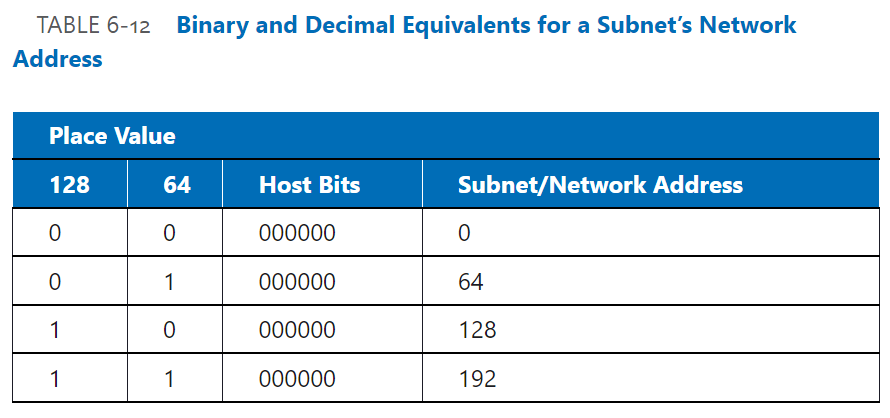 TABLE 6-12 Binary and Decimal Equivalents for a Subnet’s Network
Address
Place Value
128 64 Host Bits Subnet/Network Address
0 0 000000 0
0 1 000000 64
1 0 000000 128
1 1 000000 192